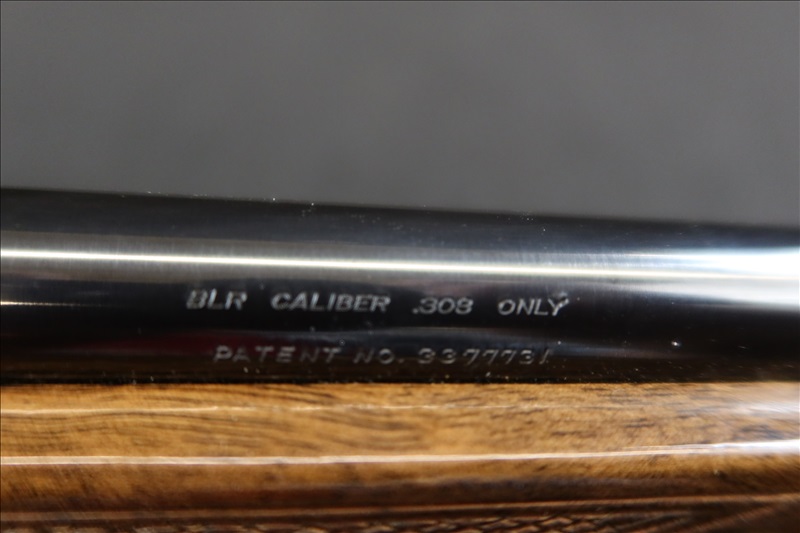 BLR CALIBER .308 ONLY
PATENT NO. 3377731